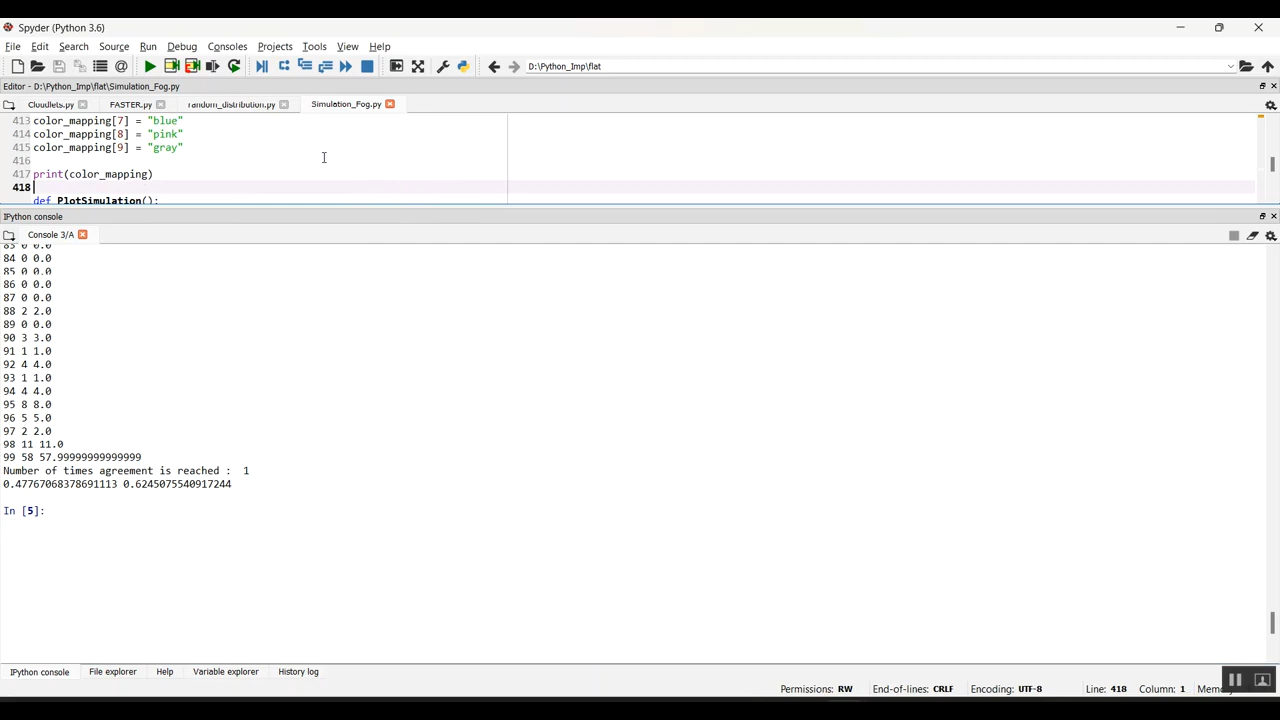 Spyder (Python 3.6)
File Edit Search Source Run Debug Consoles Projects Tools View Help
D:\Python_Imp\flat
Editor - D:\Python_Imp\flat\Simulation_Fog.py
Cloudlets.py FASTER.py random_distribution.py Simulation_Fog.py
413 color_mapping[7] = "blue"
414 color_mapping[8] = "pink"
415 color_mapping[9] = "gray"
416
417 print(color_mapping)
418
def PlotSimulation():
IPython console
Console 3/A
83 0 0.0
84 0 0.0
85 0 0.0
86 0 0.0
87 0 0.0
88 2 2.0
89 0 0.0
90 3 3.0
91 1 1.0
92 4 4.0
93 1 1.0
94 4 4.0
95 8 8.0
96 5 5.0
97 2 2.0
98 11 11.0
99 58 57.99999999999999
Number of times agreement is reached : 1
0.47767068378691113 0.6245075540917244
In [5]:
IPython console File explorer Help Variable explorer History log
Permissions: RW End-of-lines: CRLF Encoding: UTF-8 Line: 418 Column: 1